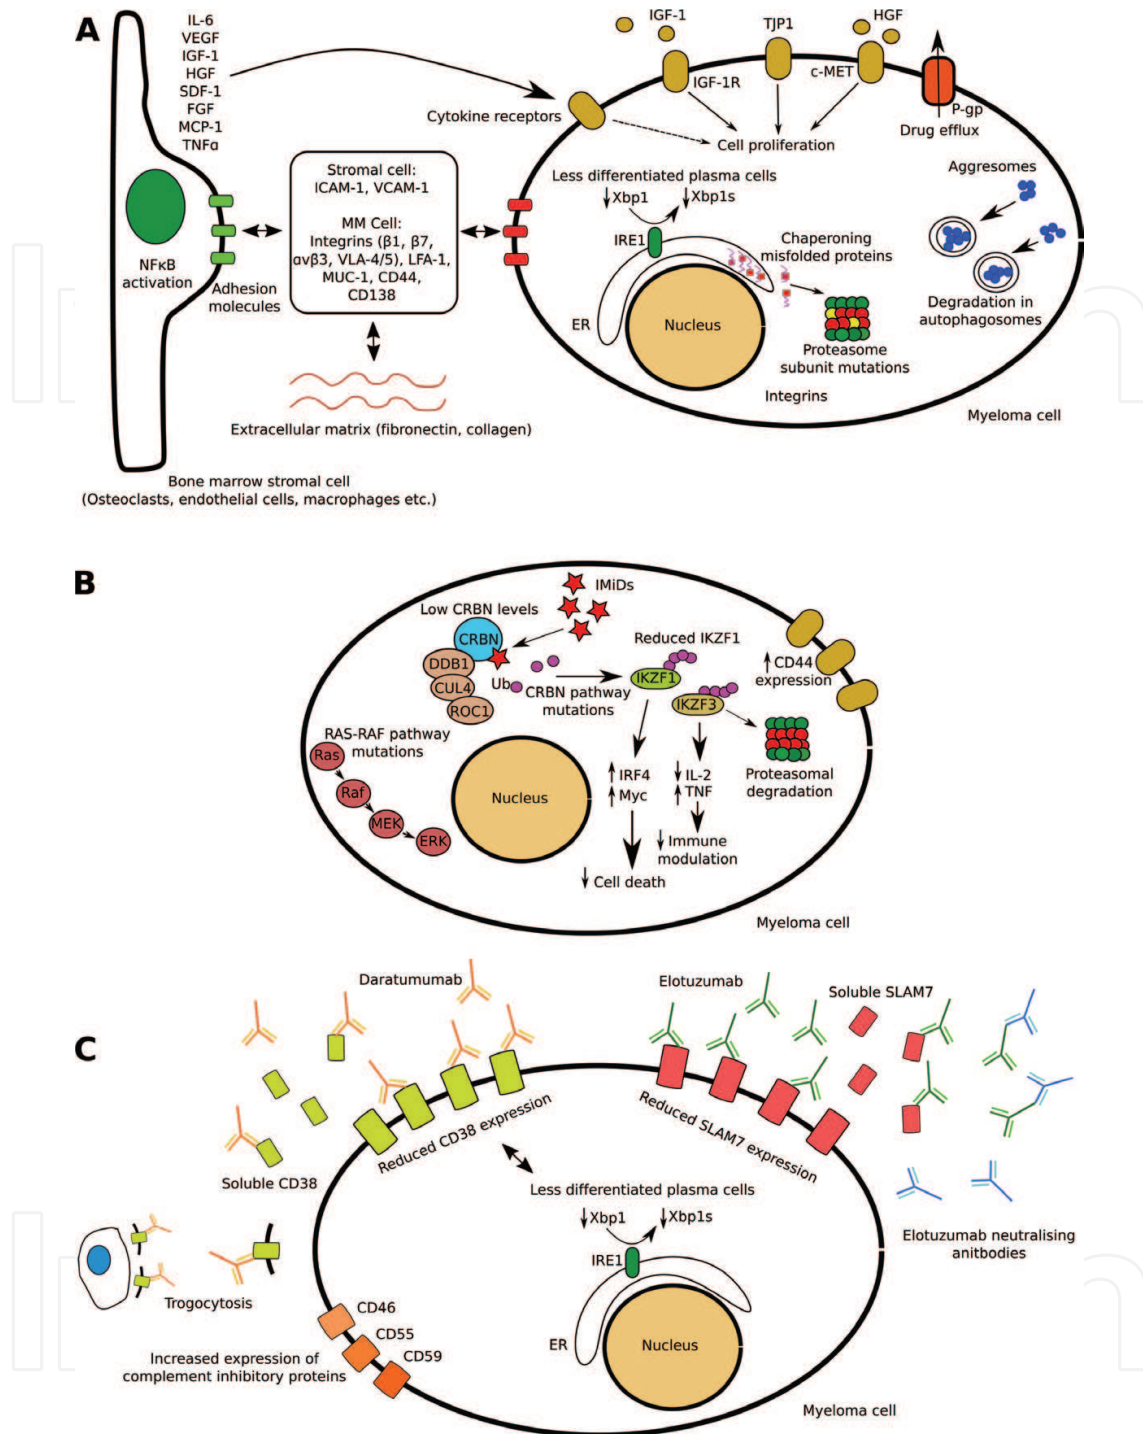 A
IL-6
VEGF
IGF-1
HGF
SDF-1
FGF
MCP-1
TNFα
NFκB
activation
Adhesion
molecules
Stromal cell:
ICAM-1, VCAM-1
MM Cell:
Integrins (β1, β7,
αvβ3, VLA-4/5), LFA-1,
MUC-1, CD44,
CD138
Extracellular matrix (fibronectin, collagen)
Bone marrow stromal cell
(Osteoclasts, endothelial cells, macrophages etc.)
Cytokine receptors
IGF-1
IGF-1R
TJP1
HGF
c-MET
P-gp
Drug efflux
Cell proliferation
Less differentiated plasma cells
↓Xbp1
↓Xbp1s
IRE1
ER
Nucleus
Chaperoning
misfolded proteins
Proteasome
subunit mutations
Integrins
Aggresomes
Degradation in
autophagosomes
Myeloma cell
B
IMiDs
Low CRBN levels
CRBN
DDB1
CUL4
ROC1
Ub
CRBN pathway
mutations
Reduced IKZF1
IKZF1
IKZF3
↑CD44
expression
RAS-RAF pathway
mutations
Ras
Raf
MEK
ERK
Nucleus
↑IRF4
↑Myc
↓Cell death
↓IL-2
↑TNF
↓Immune
modulation
Proteasomal
degradation
Myeloma cell
C
Daratumumab
Elotuzumab
Soluble SLAM7
Reduced CD38 expression
Reduced SLAM7 expression
Soluble CD38
Less differentiated plasma cells
↓Xbp1
↓Xbp1s
IRE1
ER
Nucleus
Elotuzumab neutralising
anitbodies
Trogocytosis
CD46
CD55
CD59
Increased expression of
complement inhibitory proteins
Myeloma cell